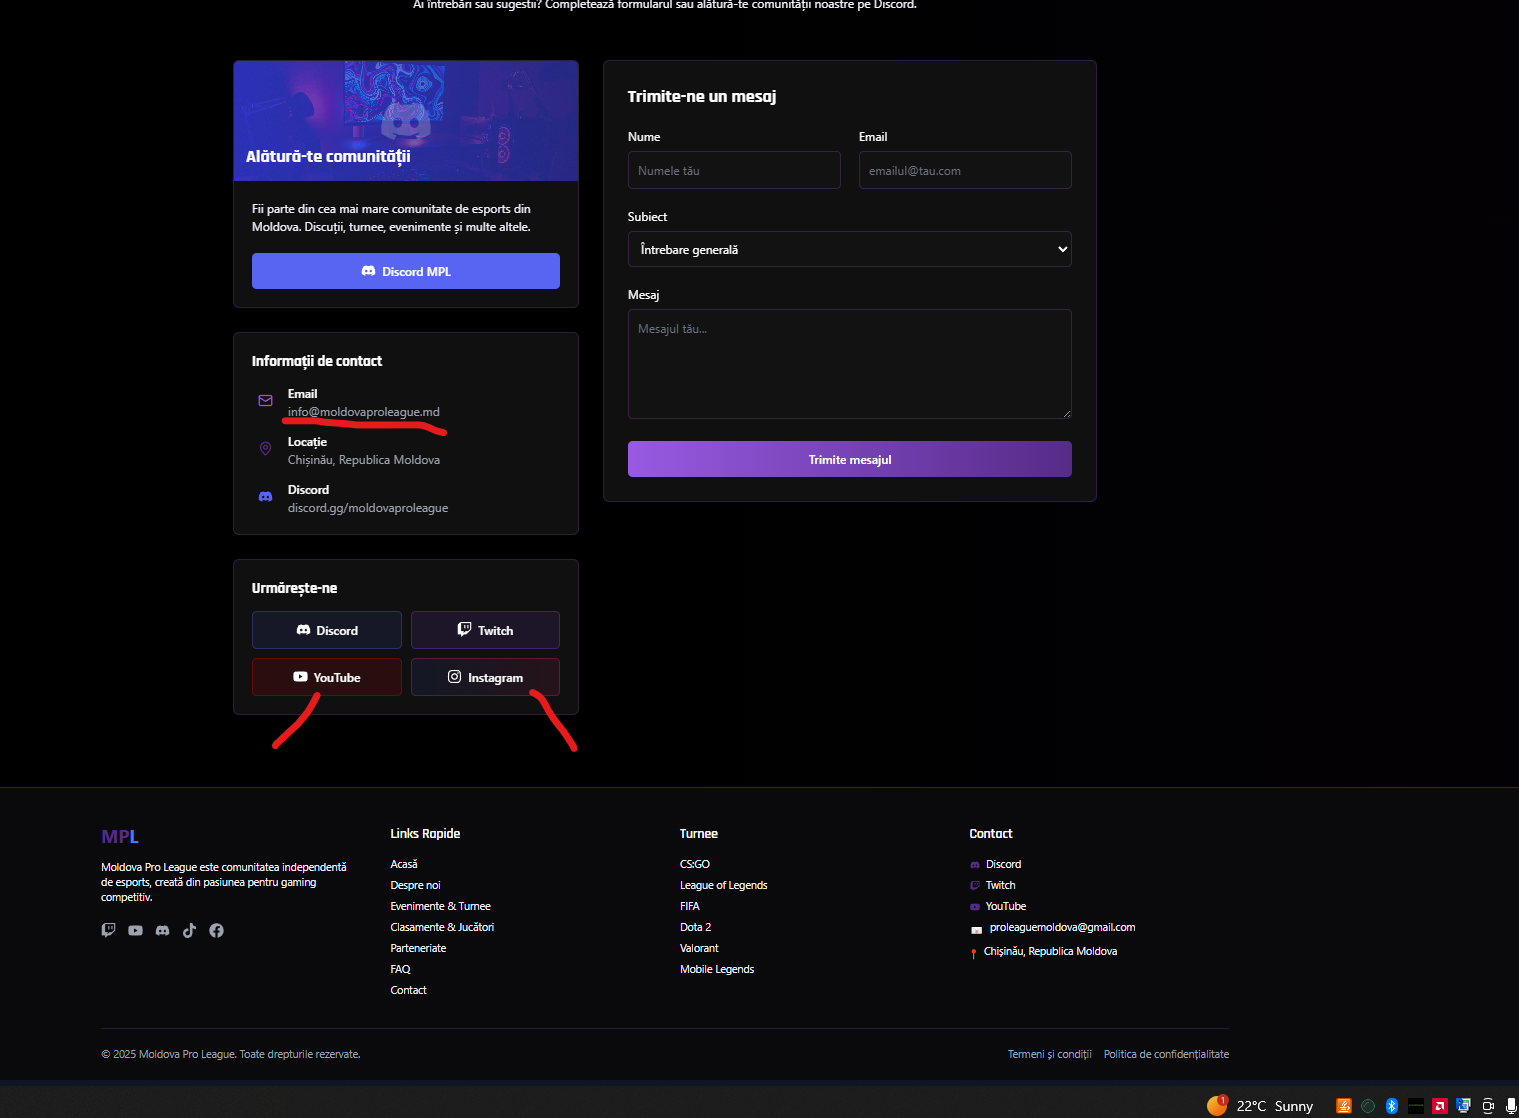 Ai întrebări sau sugestii? Completează formularul sau alătură-te comunității noastre pe Discord.
Alătură-te comunității
Fii parte din cea mai mare comunitate de esports din
Moldova. Discuții, turnee, evenimente și multe altele.
Discord MPL
Informații de contact
Email
info@moldovaproleague.md
Locație
Chișinău, Republica Moldova
Discord
discord.gg/moldovaproleague
Urmărește-ne
Discord
Twitch
YouTube
Instagram
Trimite-ne un mesaj
Nume
Email
Numele tău
emailul@tau.com
Subiect
Întrebare generală
Mesaj
Mesajul tău...
Trimite mesajul
MPL
Moldova Pro League este comunitatea independentă
de esports, creată din pasiunea pentru gaming
competitiv.
Links Rapide
Acasă
Despre noi
Evenimente & Turnee
Clasamente & Jucători
Parteneriate
FAQ
Contact
Turnee
CS:GO
League of Legends
FIFA
Dota 2
Valorant
Mobile Legends
Contact
Discord
Twitch
YouTube
proleaguemoldova@gmail.com
Chișinău, Republica Moldova
© 2025 Moldova Pro League. Toate drepturile rezervate.
Termeni și condiții
Politica de confidențialitate
1
22°C Sunny